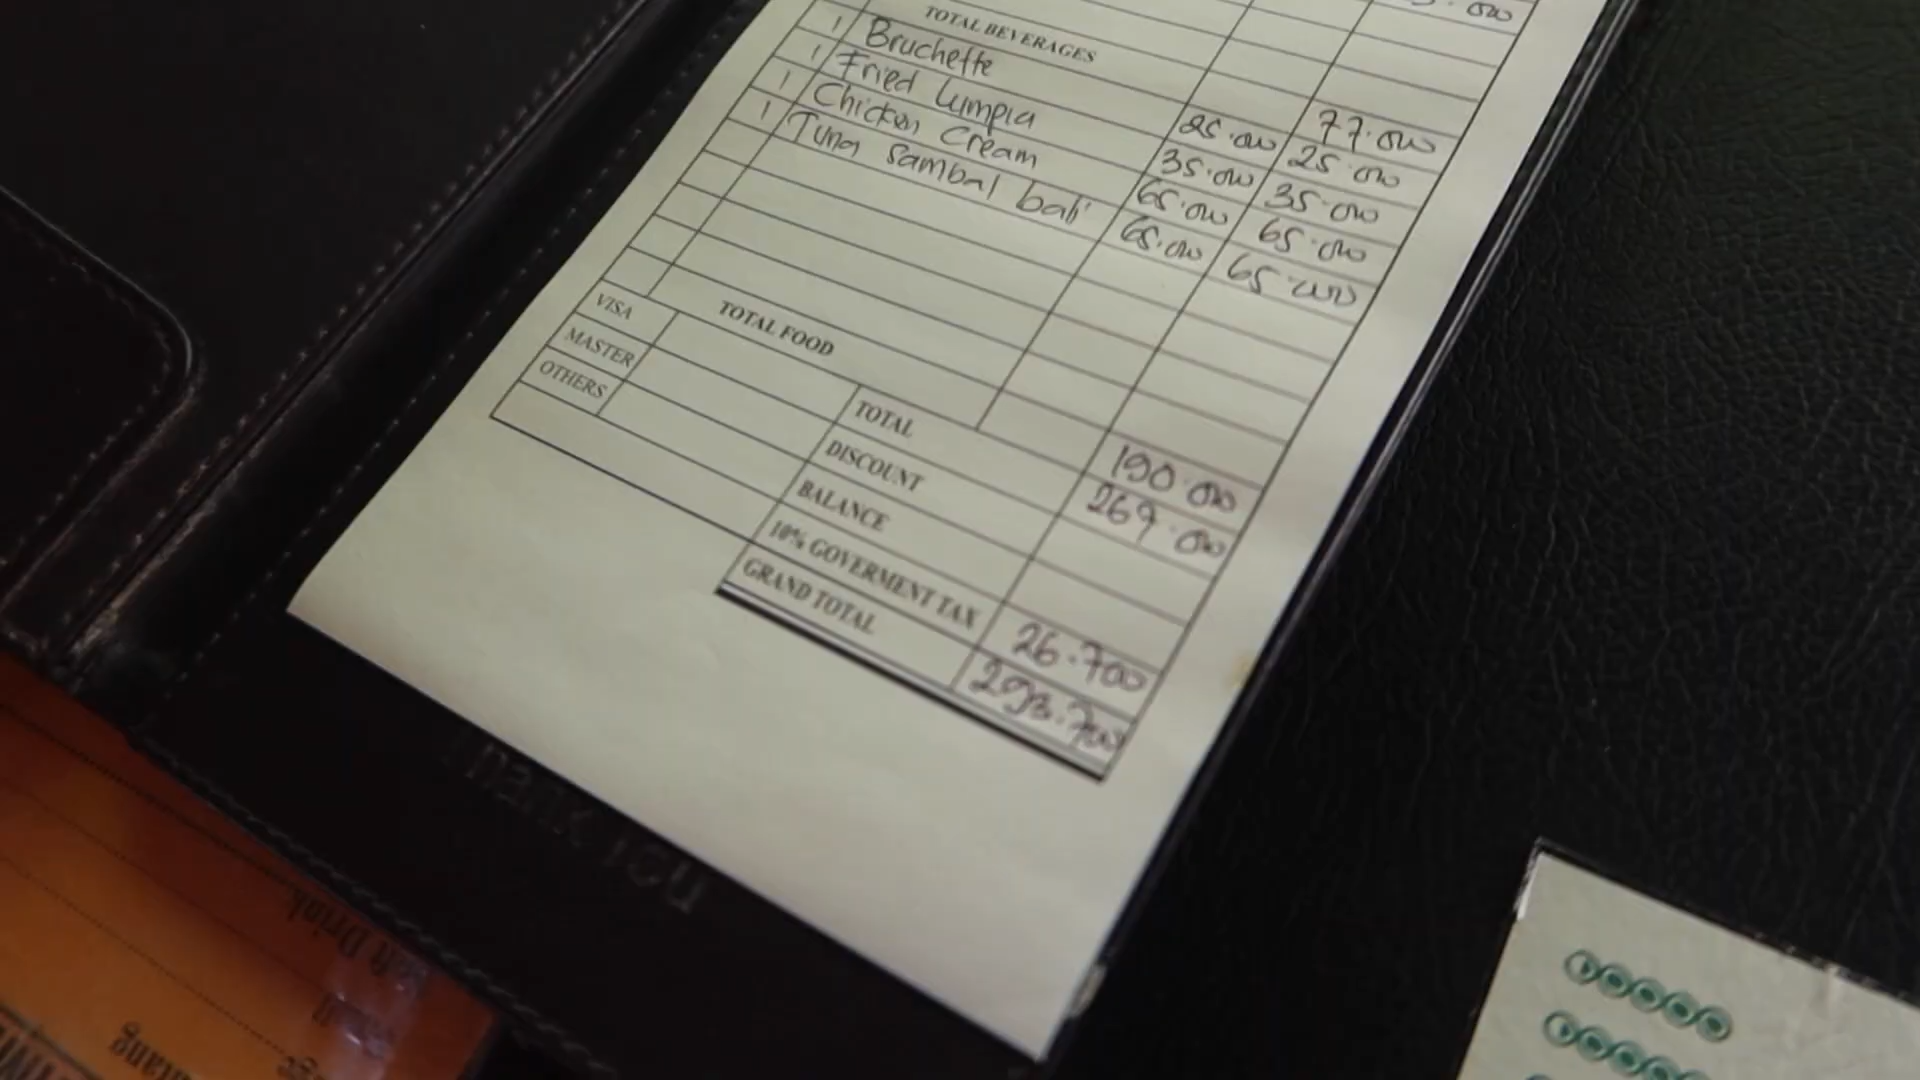 TOTAL BEVERAGES 77.000
1 Bruchette 25.000 25.000
1 Fried Lumpia 35.000 35.000
1 Chicken Cream 65.000 65.000
1 Tuna Sambal bali 65.000 65.000
TOTAL FOOD 190.000
VISA TOTAL 267.000
MASTER DISCOUNT
OTHERS BALANCE
10% GOVERMENT TAX 26.700
GRAND TOTAL 293.700